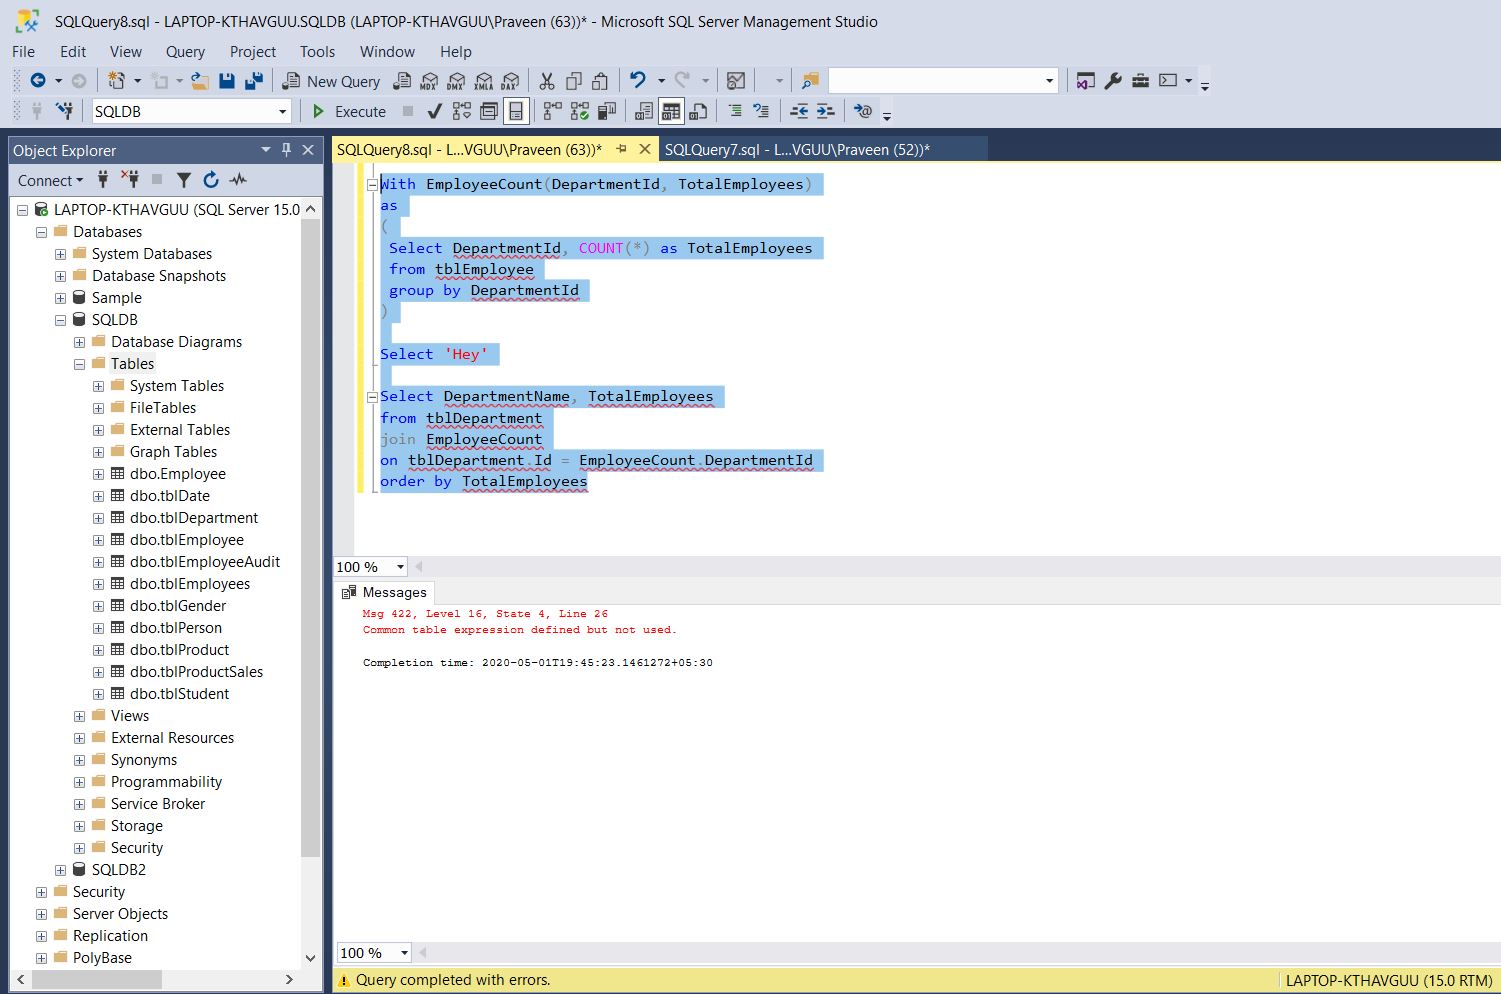 SQLQuery8.sql - LAPTOP-KTHAVGUU.SQLDB (LAPTOP-KTHAVGUU\Praveen (63))* - Microsoft SQL Server Management Studio
File Edit View Query Project Tools Window Help
New Query MDX DMX XMLA DAX
SQLDB Execute
Object Explorer
Connect
LAPTOP-KTHAVGUU (SQL Server 15.0
Databases
System Databases
Database Snapshots
Sample
SQLDB
Database Diagrams
Tables
System Tables
FileTables
External Tables
Graph Tables
dbo.Employee
dbo.tblDate
dbo.tblDepartment
dbo.tblEmployee
dbo.tblEmployeeAudit
dbo.tblEmployees
dbo.tblGender
dbo.tblPerson
dbo.tblProduct
dbo.tblProductSales
dbo.tblStudent
Views
External Resources
Synonyms
Programmability
Service Broker
Storage
Security
SQLDB2
Security
Server Objects
Replication
PolyBase
SQLQuery8.sql - L...VGUU\Praveen (63))* SQLQuery7.sql - L...VGUU\Praveen (52))*
With EmployeeCount(DepartmentId, TotalEmployees)
as
(
Select DepartmentId, COUNT(*) as TotalEmployees
from tblEmployee
group by DepartmentId
)
Select 'Hey'
Select DepartmentName, TotalEmployees
from tblDepartment
join EmployeeCount
on tblDepartment.Id = EmployeeCount.DepartmentId
order by TotalEmployees
100 %
Messages
Msg 422, Level 16, State 4, Line 26
Common table expression defined but not used.
Completion time: 2020-05-01T19:45:23.1461272+05:30
100 %
Query completed with errors. LAPTOP-KTHAVGUU (15.0 RTM)